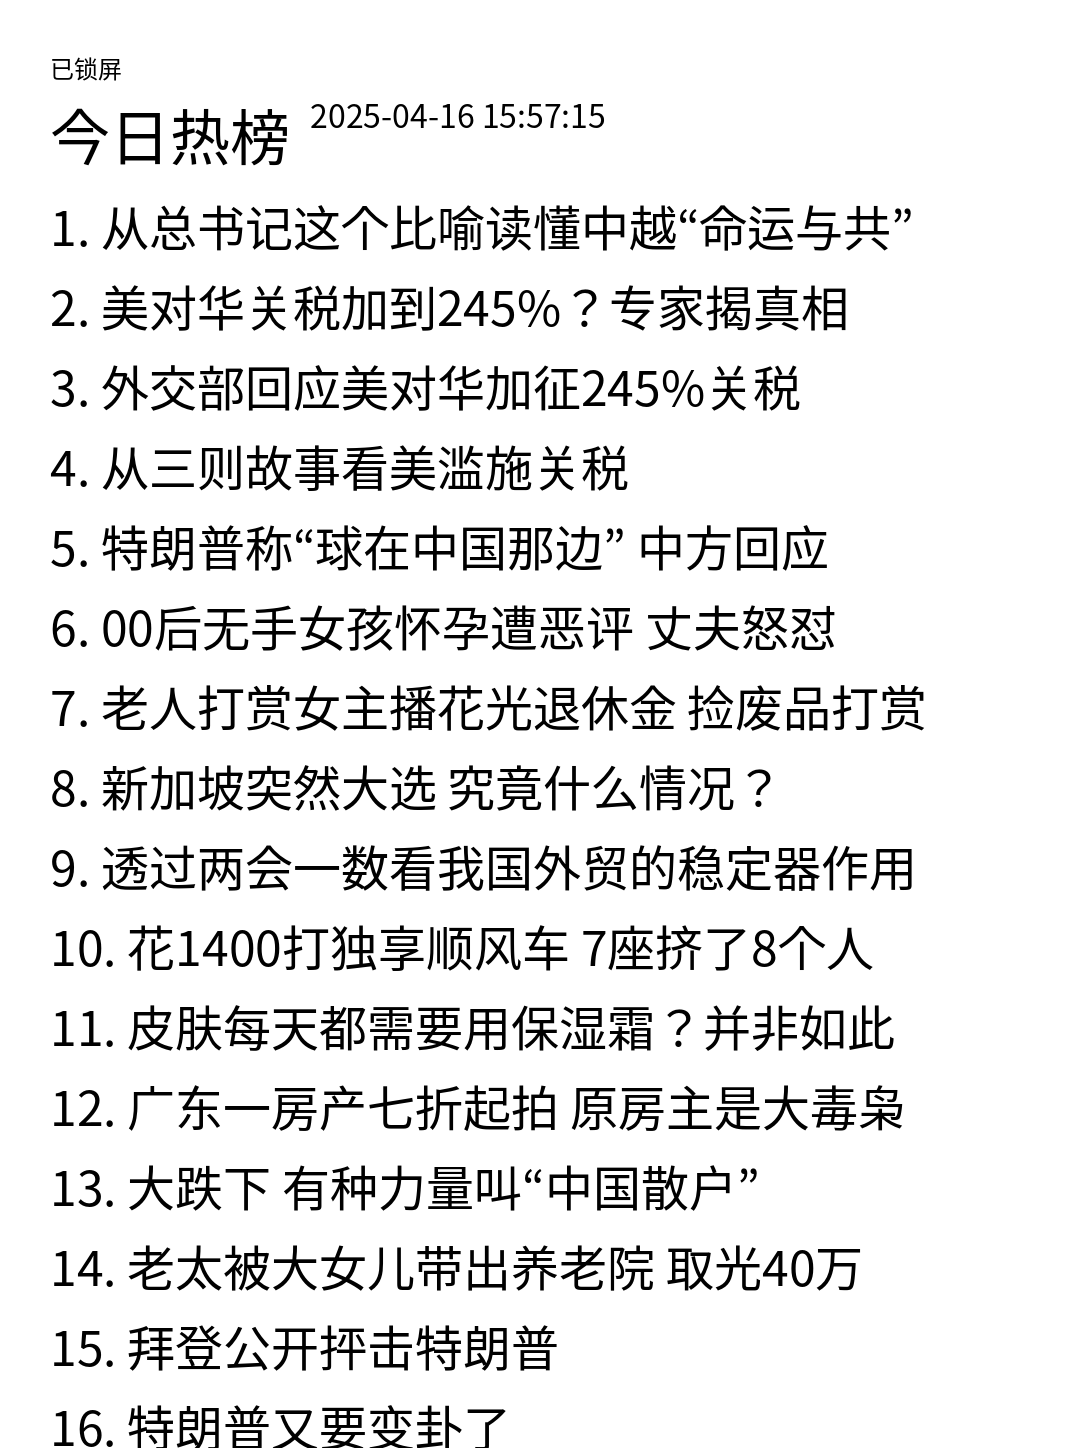 已锁屏
今日热榜 2025-04-16 15:57:15
1. 从总书记这个比喻读懂中越“命运与共”
2. 美对华关税加到245%？专家揭真相
3. 外交部回应美对华加征245%关税
4. 从三则故事看美滥施关税
5. 特朗普称“球在中国那边” 中方回应
6. 00后无手女孩怀孕遭恶评 丈夫怒怼
7. 老人打赏女主播花光退休金 捡废品打赏
8. 新加坡突然大选 究竟什么情况？
9. 透过两会一数看我国外贸的稳定器作用
10. 花1400打独享顺风车 7座挤了8个人
11. 皮肤每天都需要用保湿霜？并非如此
12. 广东一房产七折起拍 原房主是大毒枭
13. 大跌下 有种力量叫“中国散户”
14. 老太被大女儿带出养老院 取光40万
15. 拜登公开抨击特朗普
16. 特朗普又要变卦了